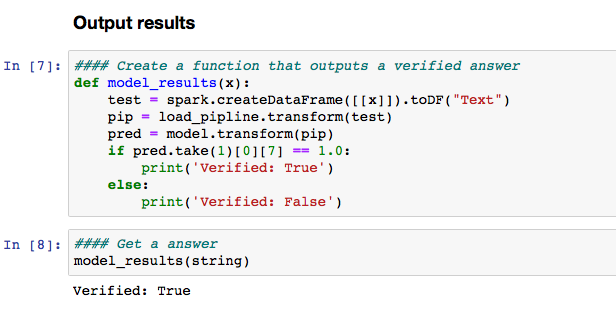 Output results
In [7]: #### Create a function that outputs a verified answer
def model_results(x):
    test = spark.createDataFrame([[x]]).toDF("Text")
    pip = load_pipline.transform(test)
    pred = model.transform(pip)
    if pred.take(1)[0][7] == 1.0:
        print('Verified: True')
    else:
        print('Verified: False')
In [8]: #### Get a answer
model_results(string)
Verified: True